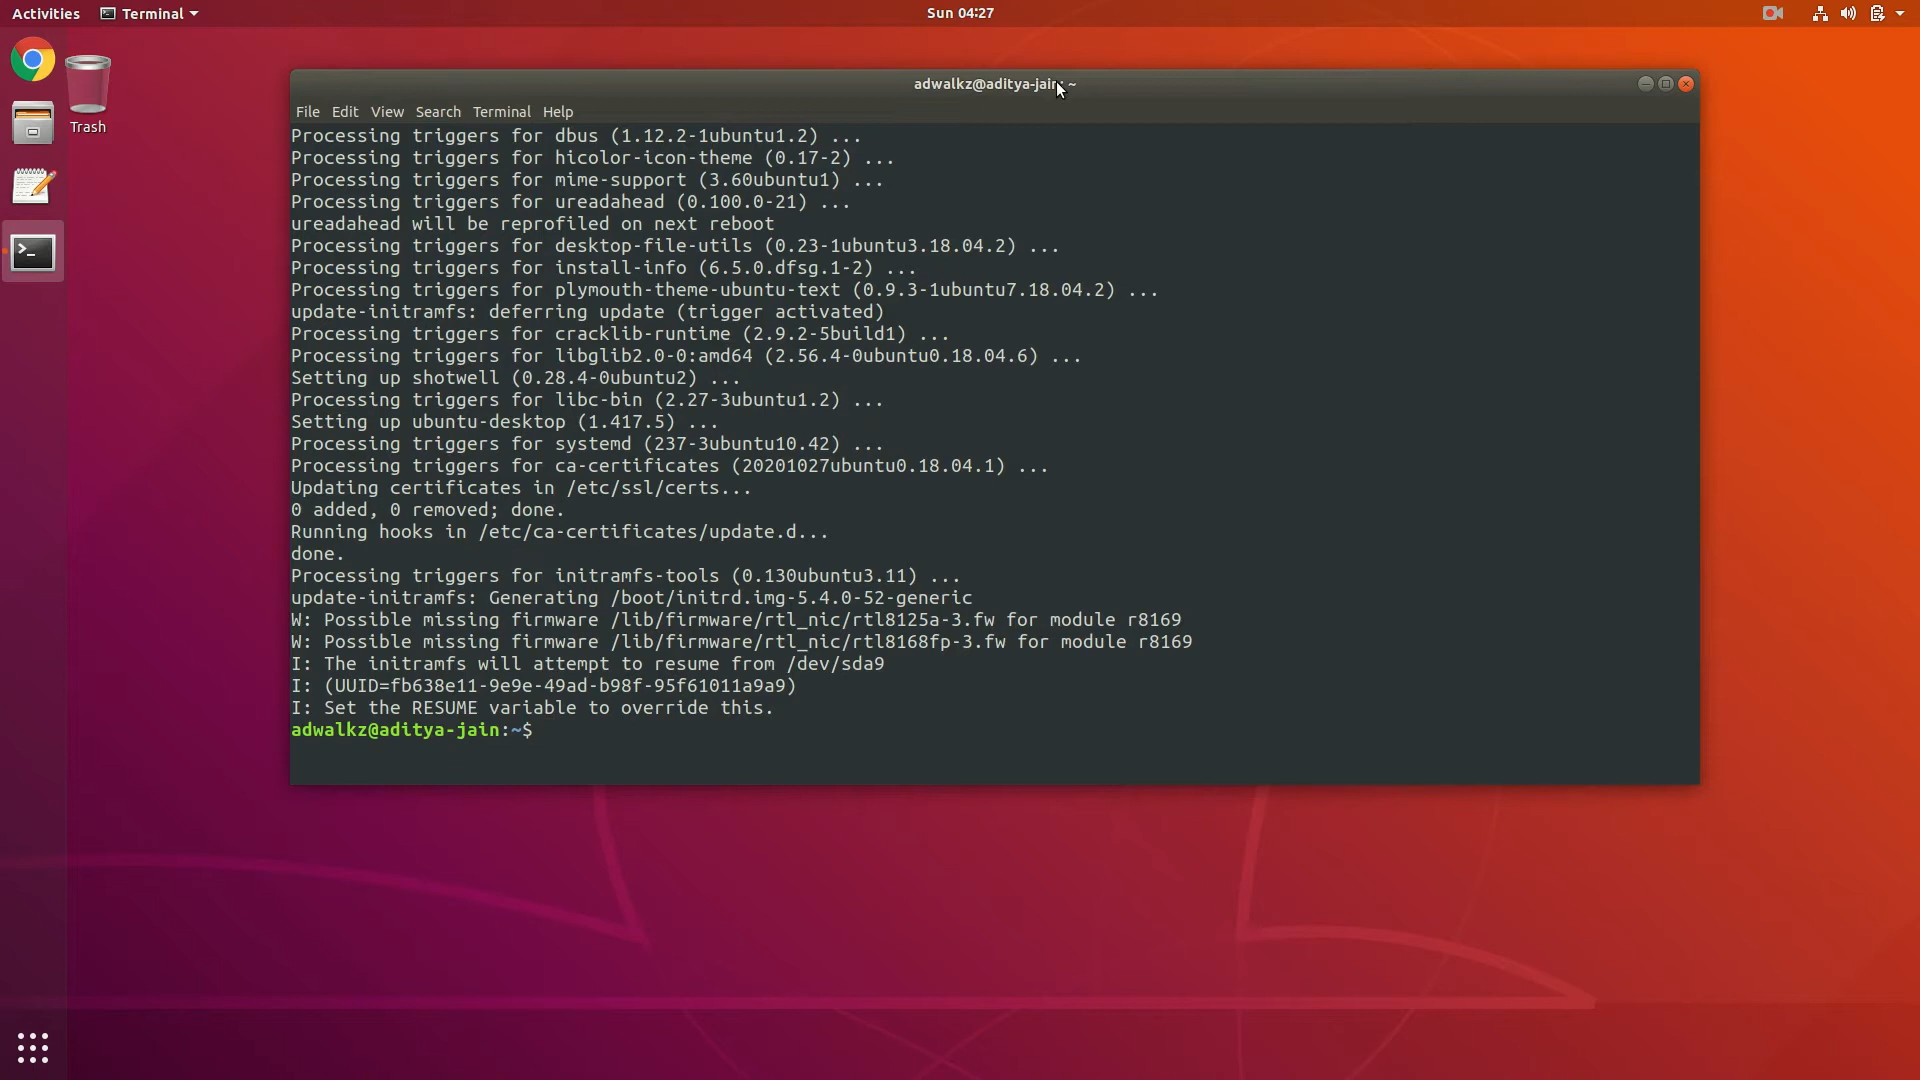 Activities Terminal Sun 04:27
Trash
adwalkz@aditya-jain: ~
File Edit View Search Terminal Help
Processing triggers for dbus (1.12.2-1ubuntu1.2) ...
Processing triggers for hicolor-icon-theme (0.17-2) ...
Processing triggers for mime-support (3.60ubuntu1) ...
Processing triggers for ureadahead (0.100.0-21) ...
ureadahead will be reprofiled on next reboot
Processing triggers for desktop-file-utils (0.23-1ubuntu3.18.04.2) ...
Processing triggers for install-info (6.5.0.dfsg.1-2) ...
Processing triggers for plymouth-theme-ubuntu-text (0.9.3-1ubuntu7.18.04.2) ...
update-initramfs: deferring update (trigger activated)
Processing triggers for cracklib-runtime (2.9.2-5build1) ...
Processing triggers for libglib2.0-0:amd64 (2.56.4-0ubuntu0.18.04.6) ...
Setting up shotwell (0.28.4-0ubuntu2) ...
Processing triggers for libc-bin (2.27-3ubuntu1.2) ...
Setting up ubuntu-desktop (1.417.5) ...
Processing triggers for systemd (237-3ubuntu10.42) ...
Processing triggers for ca-certificates (20201027ubuntu0.18.04.1) ...
Updating certificates in /etc/ssl/certs...
0 added, 0 removed; done.
Running hooks in /etc/ca-certificates/update.d...
done.
Processing triggers for initramfs-tools (0.130ubuntu3.11) ...
update-initramfs: Generating /boot/initrd.img-5.4.0-52-generic
W: Possible missing firmware /lib/firmware/rtl_nic/rtl8125a-3.fw for module r8169
W: Possible missing firmware /lib/firmware/rtl_nic/rtl8168fp-3.fw for module r8169
I: The initramfs will attempt to resume from /dev/sda9
I: (UUID=fb638e11-9e9e-49ad-b98f-95f61011a9a9)
I: Set the RESUME variable to override this.
adwalkz@aditya-jain:~$